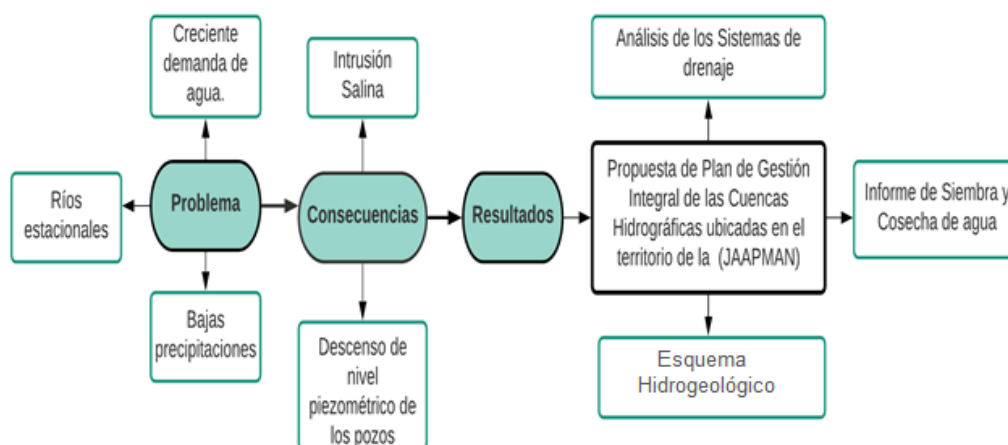 Creciente
demanda de
agua.
Intrusión
Salina
Análisis de los Sistemas de
drenaje
Ríos
estacionales
Problema
Consecuencias
Resultados
Propuesta de Plan de Gestión
Integral de las Cuencas
Hidrográficas ubicadas en el
territorio de la (JAAPMAN)
Informe de Siembra y
Cosecha de agua
Bajas
precipitaciones
Descenso de
nivel
piezométrico de
los pozos
Esquema
Hidrogeológico